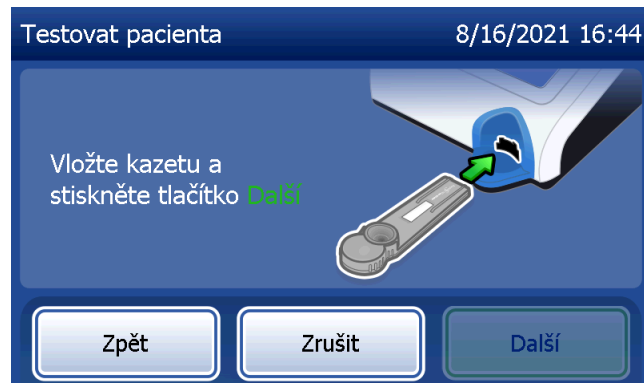 Testovat pacienta 8/16/2021 16:44
Vložte kazetu a
stiskněte tlačítko Další
Zpět Zrušit Další